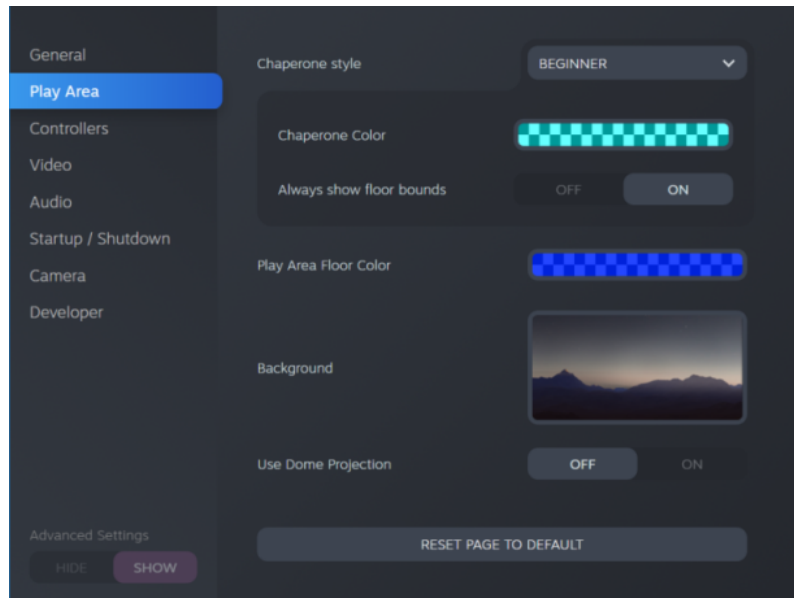 General
Play Area
Controllers
Video
Audio
Startup / Shutdown
Camera
Developer
Advanced Settings
HIDE SHOW
Chaperone style BEGINNER
Chaperone Color
Always show floor bounds OFF ON
Play Area Floor Color
Background
Use Dome Projection OFF ON
RESET PAGE TO DEFAULT